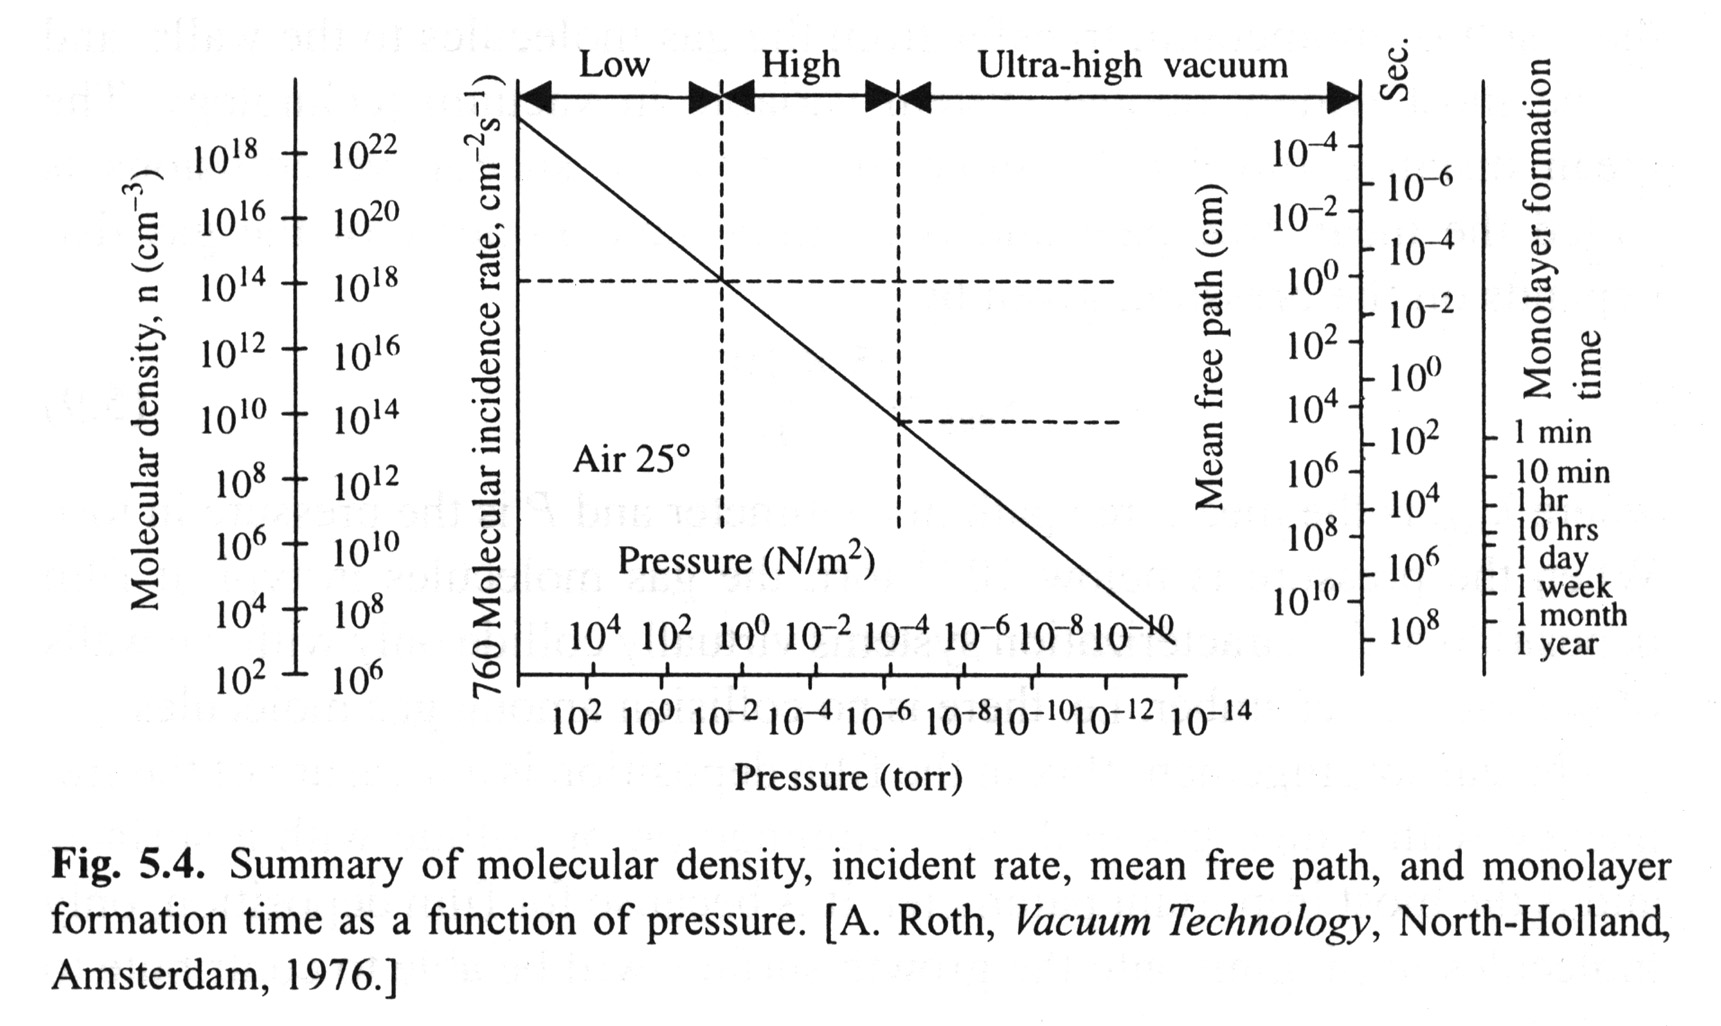 Low High Ultra-high vacuum
Molecular density, n (cm⁻³)
10¹⁸ 10²²
10¹⁶ 10²⁰
10¹⁴ 10¹⁸
10¹² 10¹⁶
10¹⁰ 10¹⁴
10⁸ 10¹²
10⁶ 10¹⁰
10⁴ 10⁸
10² 10⁶
760 Molecular incidence rate, cm⁻²s⁻¹)
Air 25°
Pressure (N/m²)
10⁴ 10² 10⁰ 10⁻² 10⁻⁴ 10⁻⁶ 10⁻⁸ 10⁻¹⁰
10² 10⁰ 10⁻² 10⁻⁴ 10⁻⁶ 10⁻⁸ 10⁻¹⁰ 10⁻¹² 10⁻¹⁴
Pressure (torr)
Mean free path (cm)
10⁻⁴
10⁻²
10⁰
10²
10⁴
10⁶
10⁸
10¹⁰
Sec.
10⁻⁶
10⁻⁴
10⁻²
10⁰
10²
10⁴
10⁶
10⁸
Monolayer formation
time
1 min
10 min
1 hr
10 hrs
1 day
1 week
1 month
1 year
Fig. 5.4. Summary of molecular density, incident rate, mean free path, and monolayer
formation time as a function of pressure. [A. Roth, Vacuum Technology, North-Holland,
Amsterdam, 1976.]